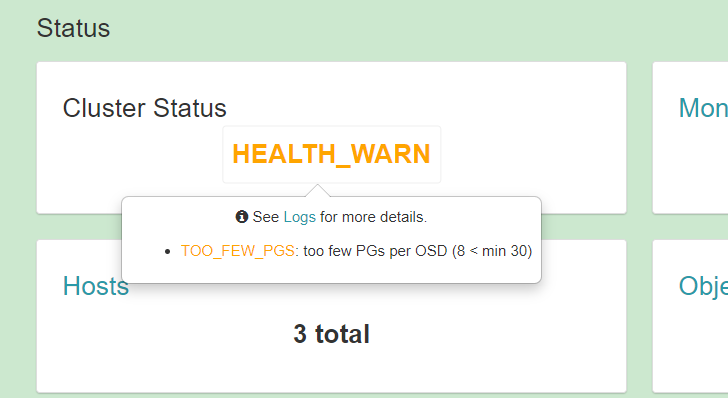 Status
Cluster Status
Mon
HEALTH_WARN
See Logs for more details.
TOO_FEW_PGS: too few PGs per OSD (8 < min 30)
Hosts
Obje
3 total